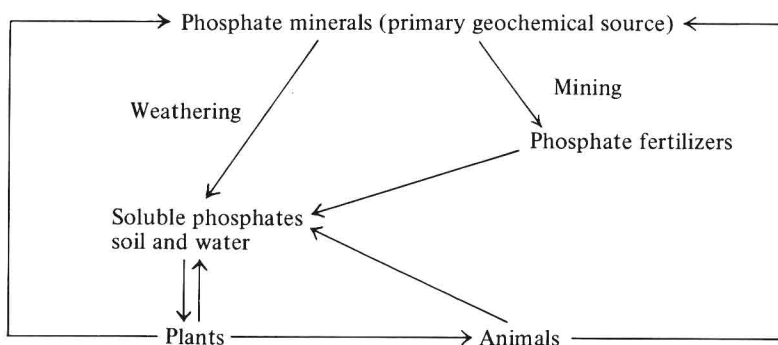 Phosphate minerals (primary geochemical source)
Weathering
Mining
Phosphate fertilizers
Soluble phosphates
soil and water
Plants
Animals